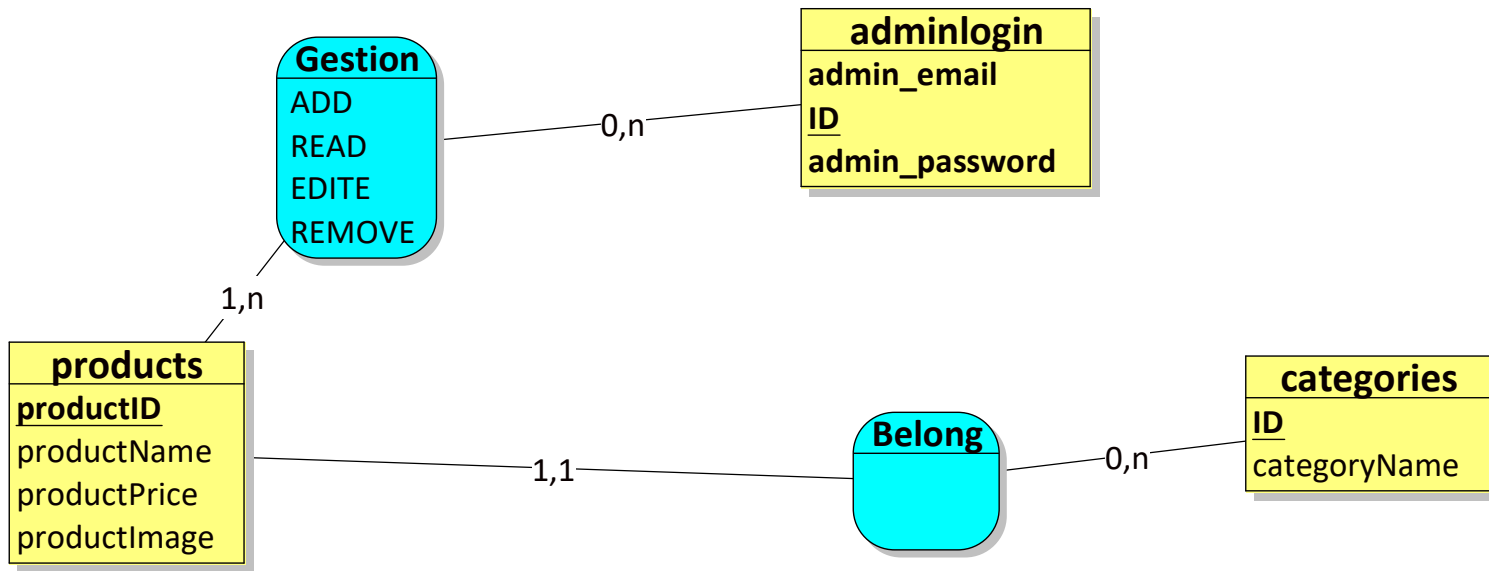 Gestion
ADD
READ
EDITE
REMOVE
0,n
adminlogin
admin_email
ID
admin_password
1,n
products
productID
productName
productPrice
productImage
1,1
Belong
0,n
categories
ID
categoryName